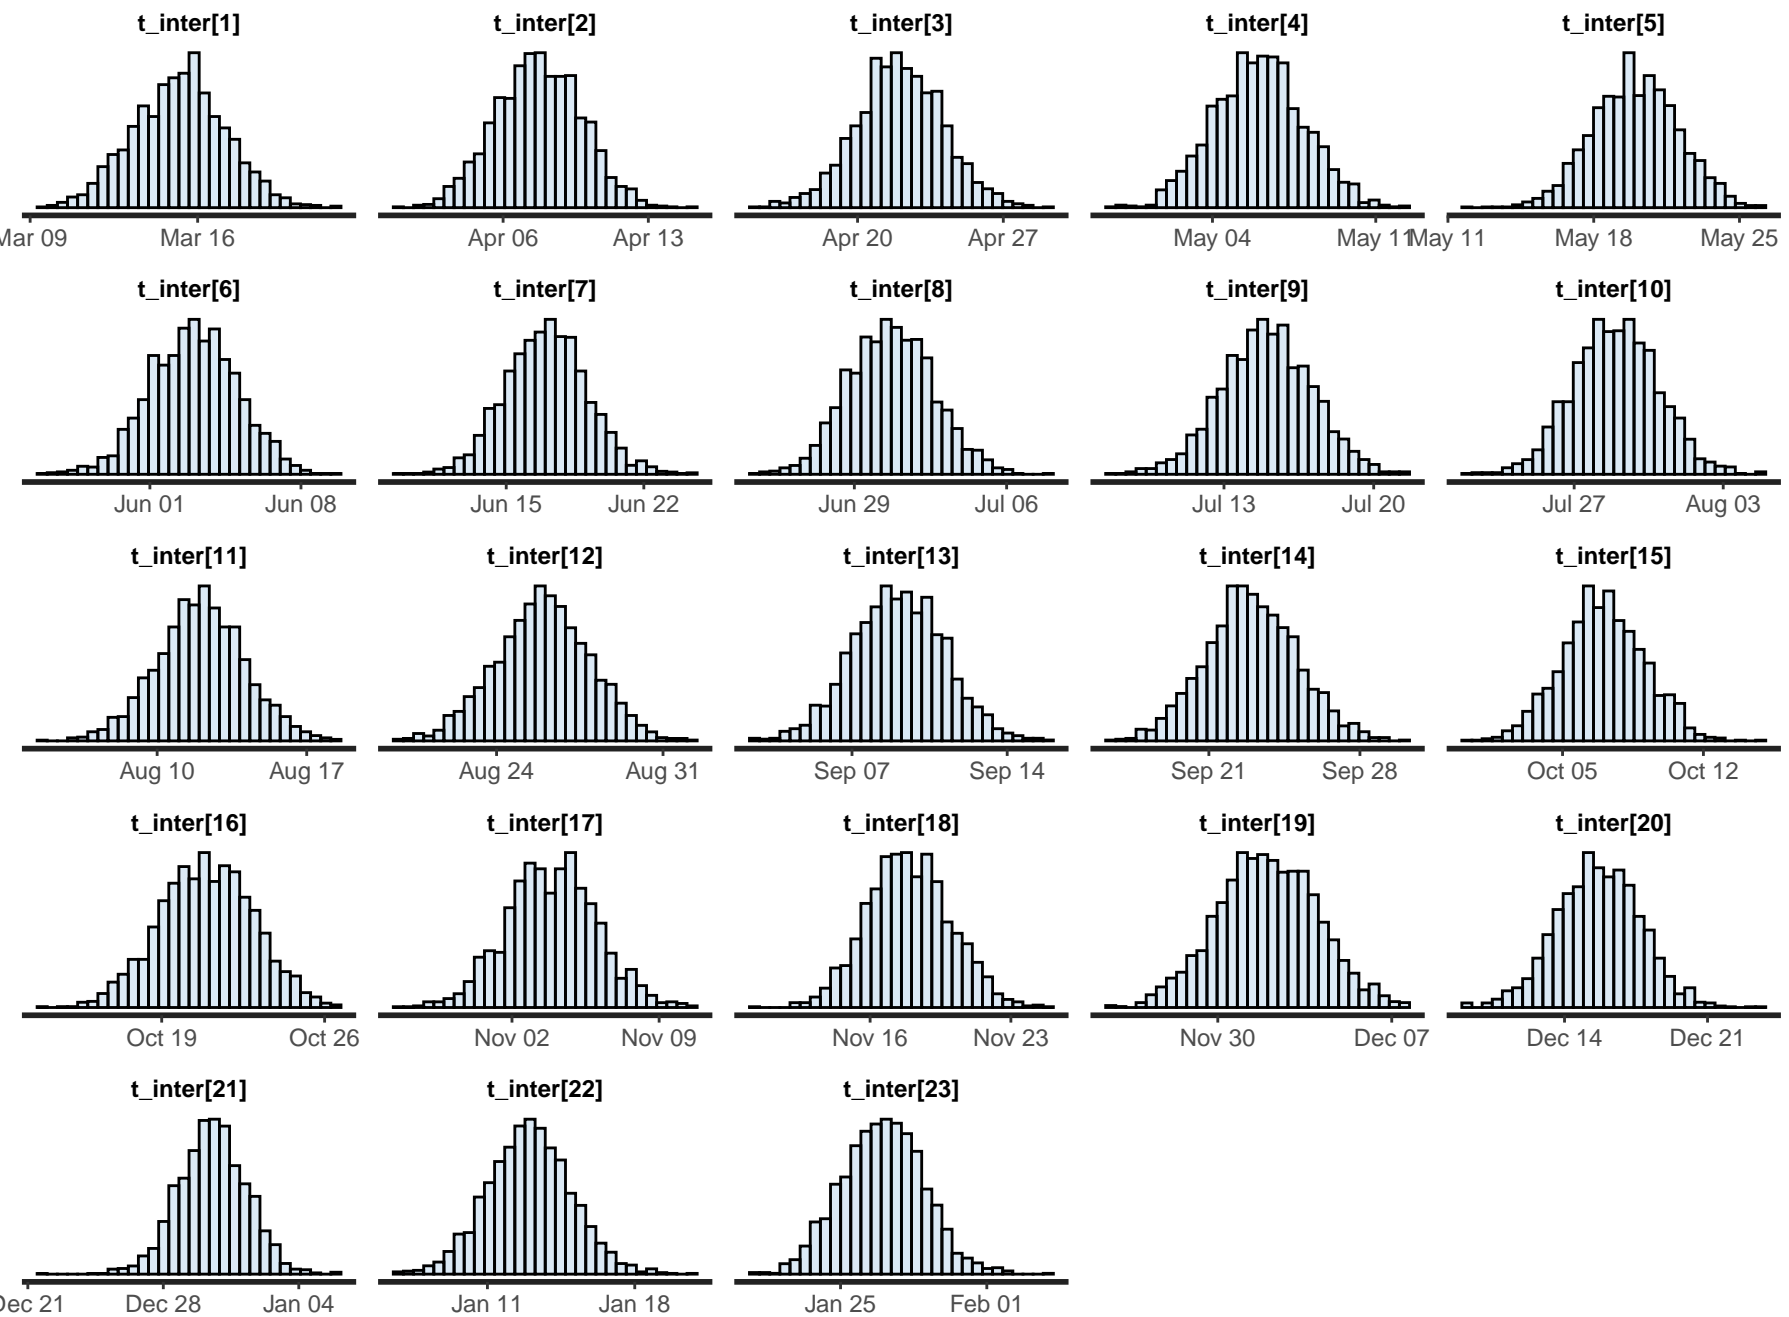 t_inter[1] t_inter[2] t_inter[3] t_inter[4] t_inter[5]
Mar 09 Mar 16 Apr 06 Apr 13 Apr 20 Apr 27 May 04 May 11 May 11 May 18 May 25
t_inter[6] t_inter[7] t_inter[8] t_inter[9] t_inter[10]
Jun 01 Jun 08 Jun 15 Jun 22 Jun 29 Jul 06 Jul 13 Jul 20 Jul 27 Aug 03
t_inter[11] t_inter[12] t_inter[13] t_inter[14] t_inter[15]
Aug 10 Aug 17 Aug 24 Aug 31 Sep 07 Sep 14 Sep 21 Sep 28 Oct 05 Oct 12
t_inter[16] t_inter[17] t_inter[18] t_inter[19] t_inter[20]
Oct 19 Oct 26 Nov 02 Nov 09 Nov 16 Nov 23 Nov 30 Dec 07 Dec 14 Dec 21
t_inter[21] t_inter[22] t_inter[23]
Dec 21 Dec 28 Jan 04 Jan 11 Jan 18 Jan 25 Feb 01